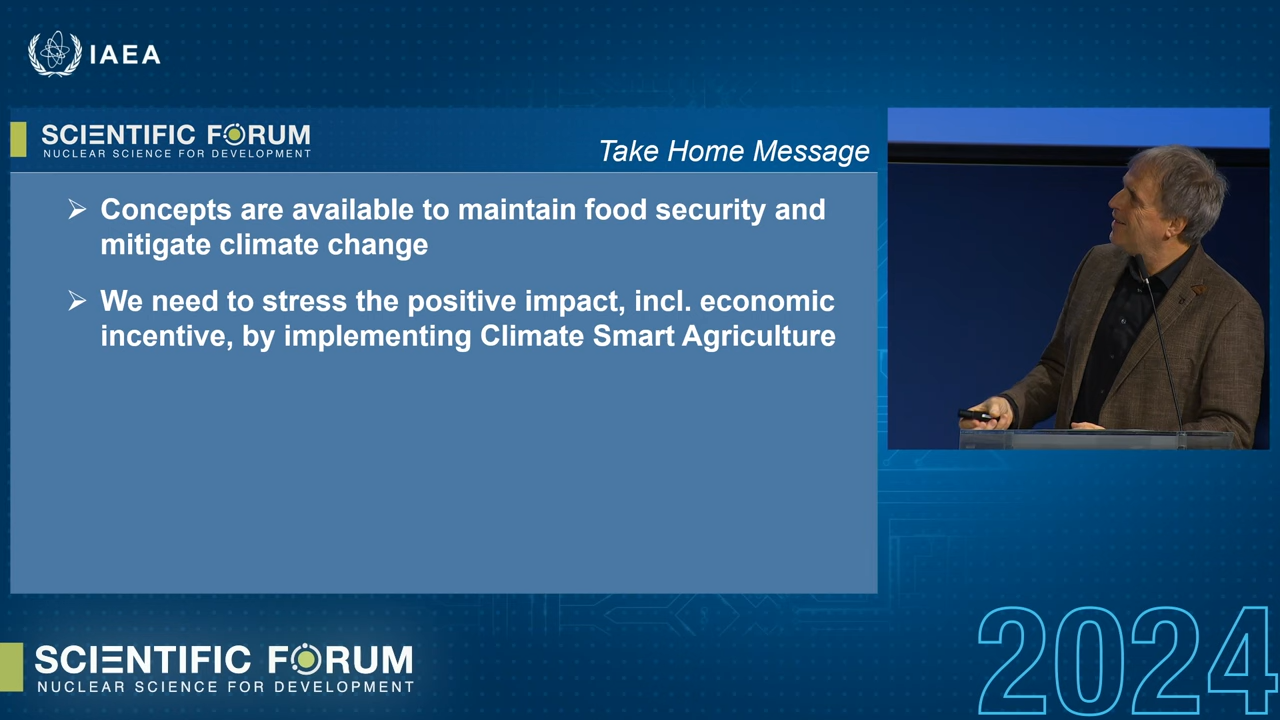 IAEA
SCIENTIFIC FORUM
NUCLEAR SCIENCE FOR DEVELOPMENT
Take Home Message
➢ Concepts are available to maintain food security and
mitigate climate change
➢ We need to stress the positive impact, incl. economic
incentive, by implementing Climate Smart Agriculture
SCIENTIFIC FORUM
NUCLEAR SCIENCE FOR DEVELOPMENT
2024